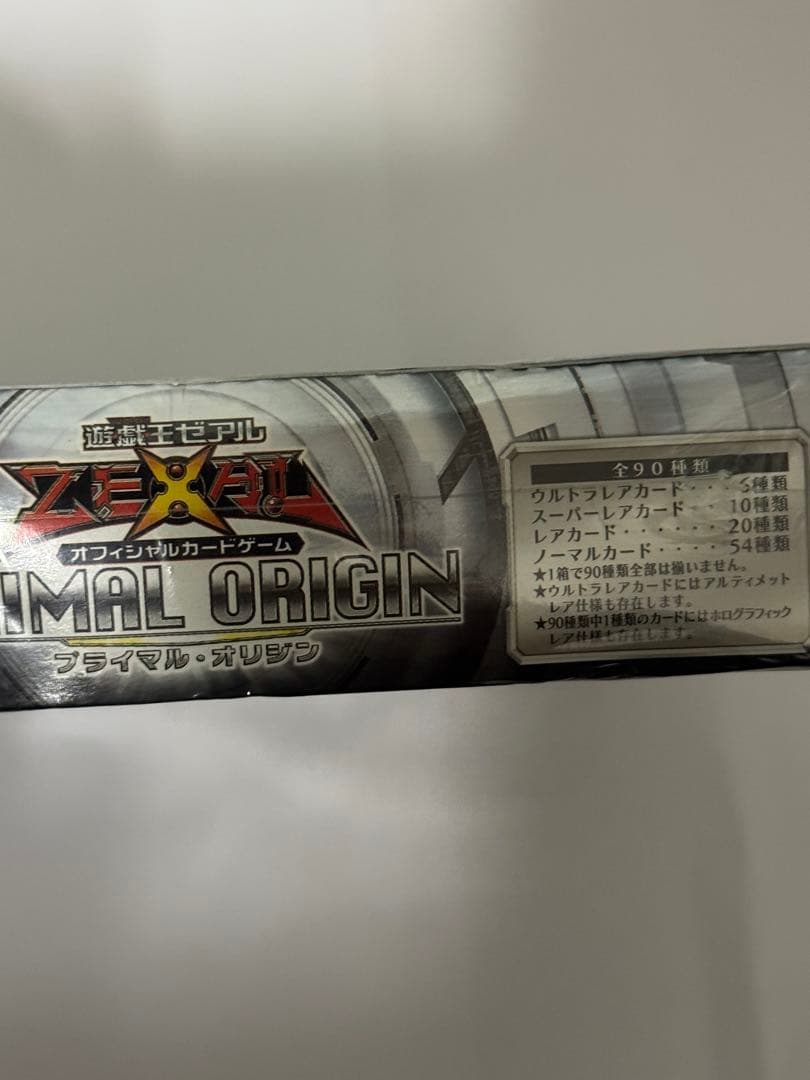 遊戯王ゼアル
ZEXAL
オフィシャルカードゲーム
IMAL ORIGIN
プライマル・オリジン
全90種類
ウルトラレアカード・・ 6種類
スーパーレアカード・・ 10種類
レアカード・・・・・・ 20種類
ノーマルカード・・・・ 54種類
★1箱で90種類全部は揃いません。
★ウルトラレアカードにはアルティメット
レア仕様も存在します。
★90種類中1種類のカードにはホログラフィック
レア仕様も存在します。